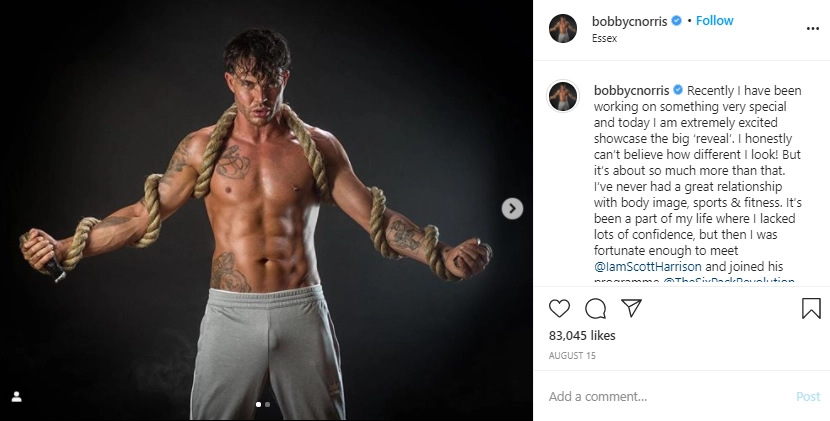 bobbycnorris • Follow
Essex
bobbycnorris Recently I have been
working on something very special
and today I am extremely excited
showcase the big 'reveal'. I honestly
can't believe how different I look! But
it's about so much more than that.
I've never had a great relationship
with body image, sports & fitness. It's
been a part of my life where I lacked
lots of confidence, but then I was
fortunate enough to meet
@IamScottHarrison and joined his
programme @TheSixPackRevolution
83,045 likes
AUGUST 15
Add a comment... Post